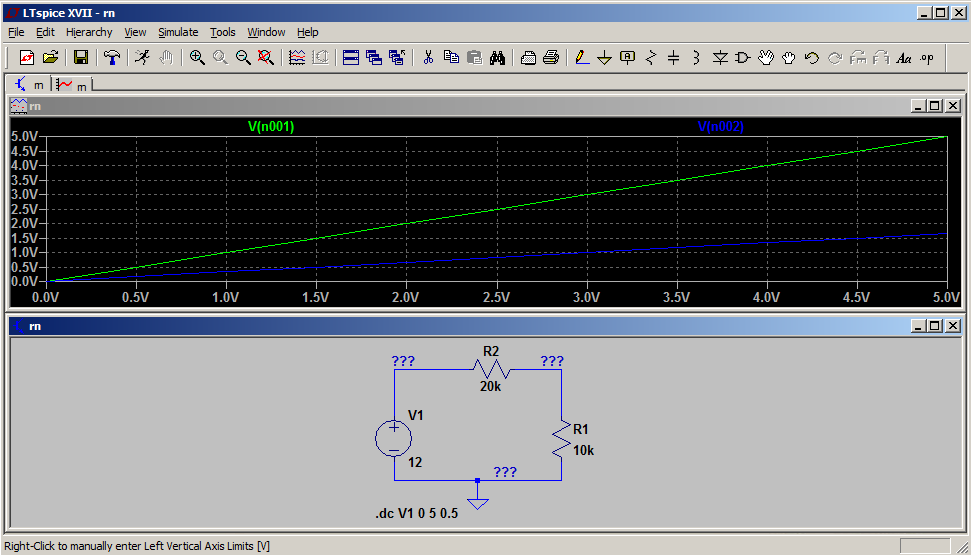 LTspice XVII - rn
File Edit Hierarchy View Simulate Tools Window Help
Aa .op
m m
rn
V(n001) V(n002)
5.0V
4.5V
4.0V
3.5V
3.0V
2.5V
2.0V
1.5V
1.0V
0.5V
0.0V
0.0V 0.5V 1.0V 1.5V 2.0V 2.5V 3.0V 3.5V 4.0V 4.5V 5.0V
rn
R2
??? ???
20k
V1
R1
10k
12
???
.dc V1 0 5 0.5
Right-Click to manually enter Left Vertical Axis Limits [V]